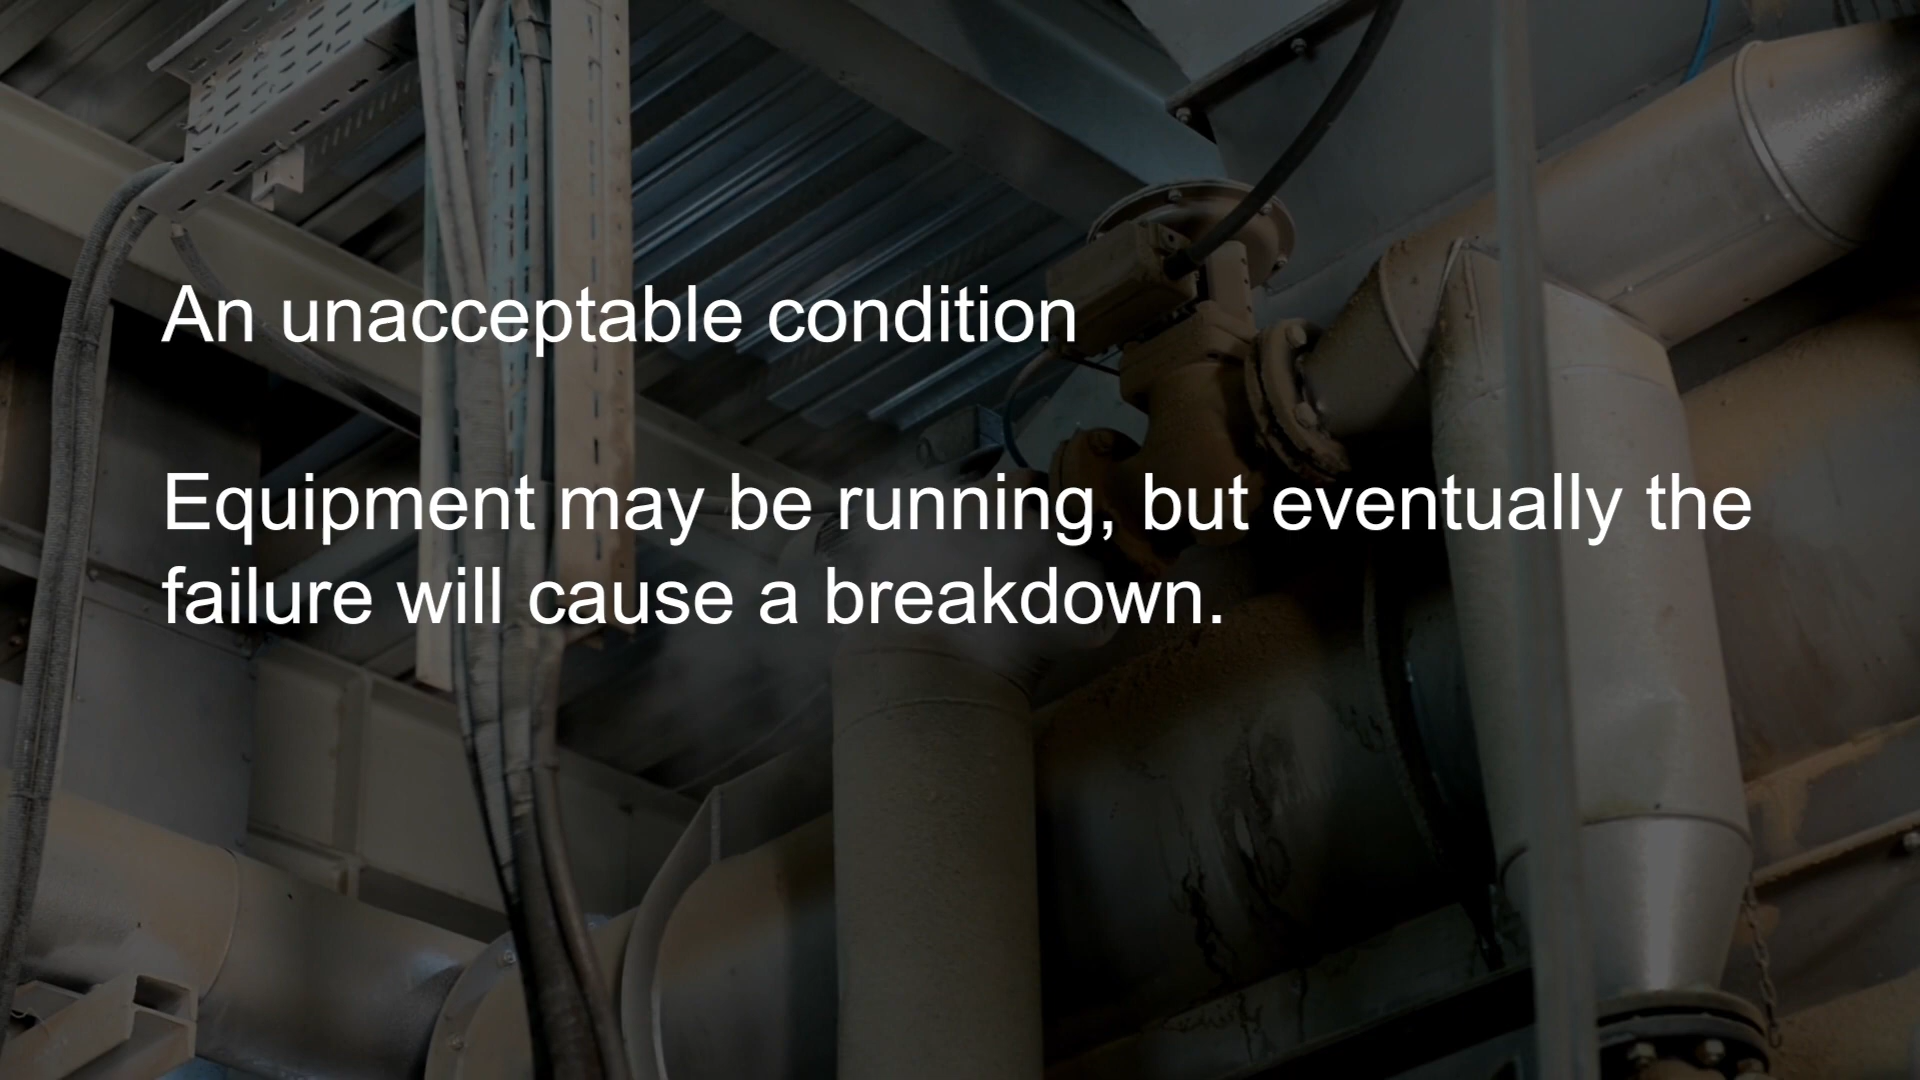 An unacceptable condition
Equipment may be running, but eventually the
failure will cause a breakdown.